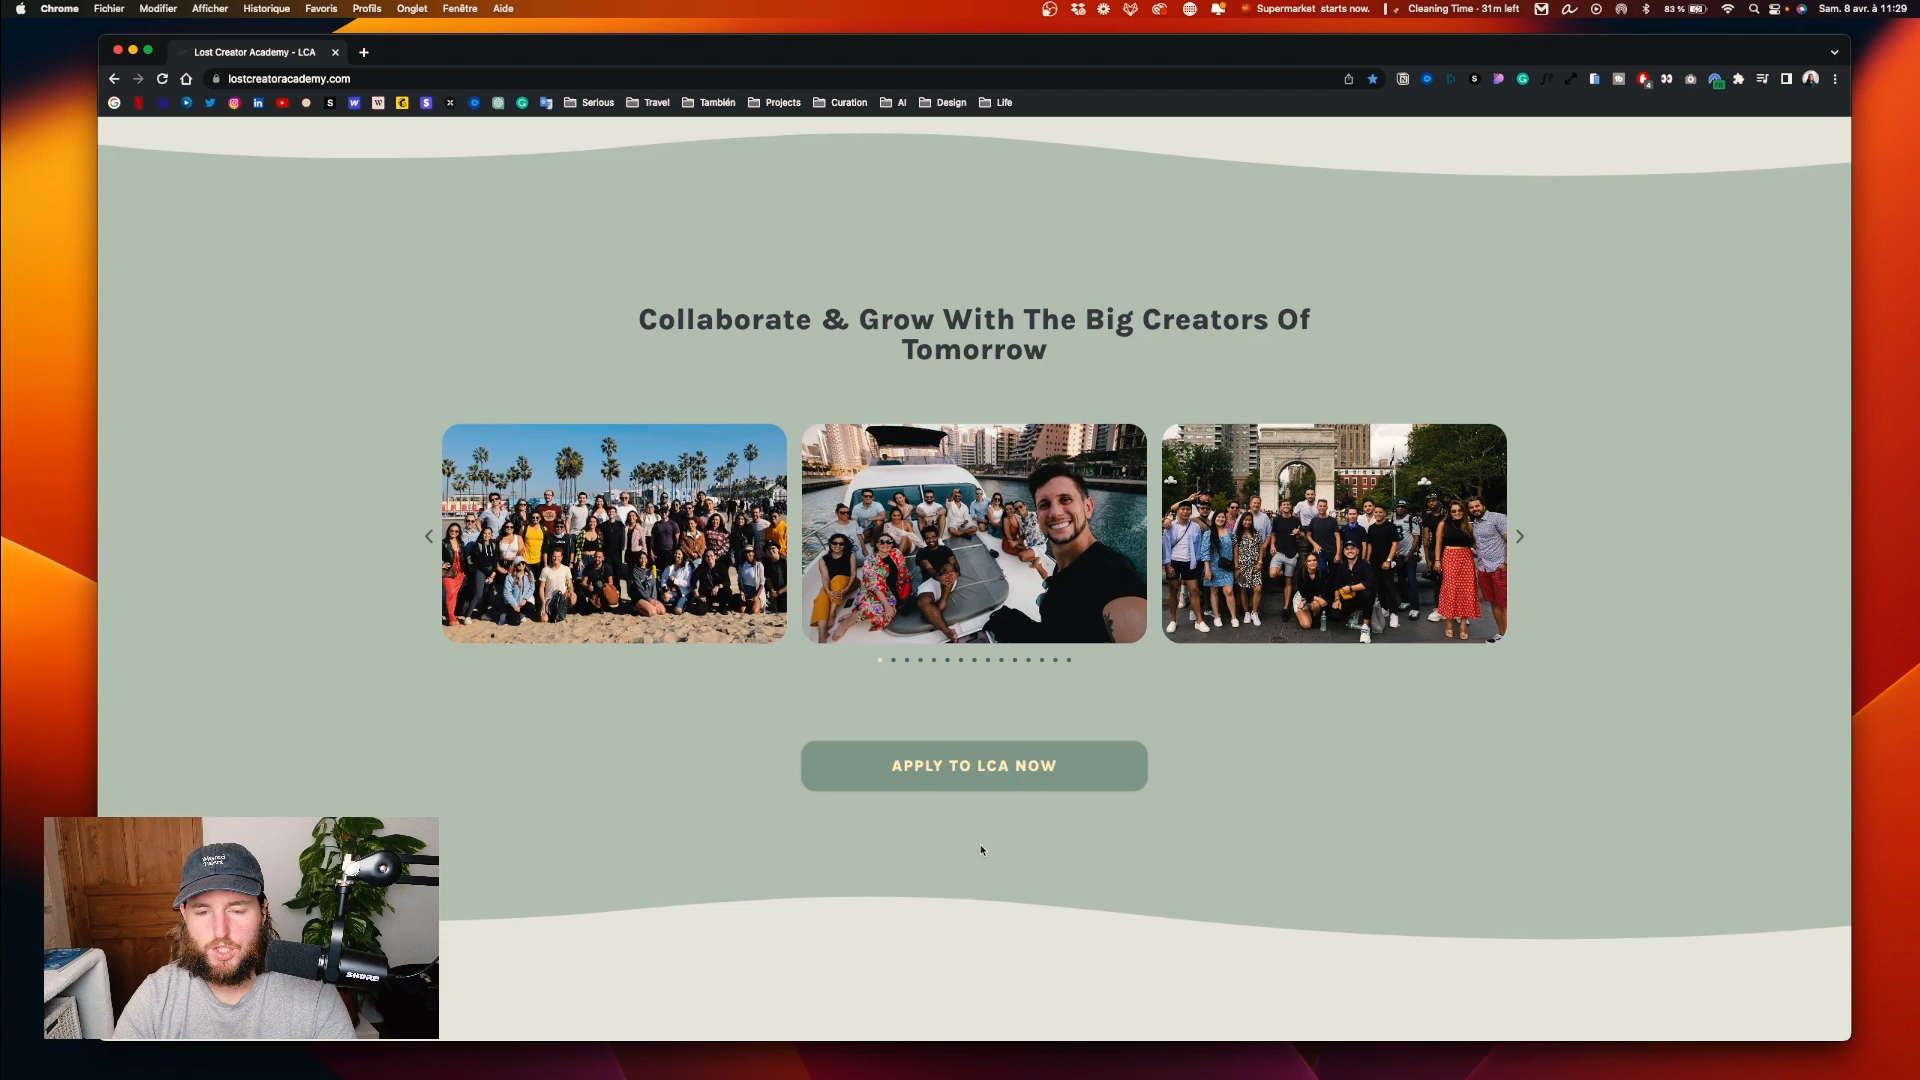 Chrome Fichier Modifier Afficher Historique Favoris Profils Onglet Fenêtre Aide
Supermarket starts now. Cleaning Time · 31m left 83 % Sam. 8 avr. à 11:29
Lost Creator Academy - LCA
lostcreatoracademy.com
Serious Travel También Projects Curation AI Design Life
Collaborate & Grow With The Big Creators Of
Tomorrow
APPLY TO LCA NOW
SHURE